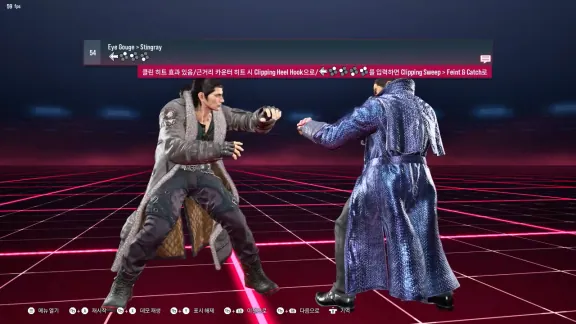 59 fps
54
Eye Gouge > Stingray
클린 히트 효과 있음/근거리 카운터 히트 시 Clipping Heel Hook으로/
를 입력하면 Clipping Sweep > Feint & Catch로
메뉴 열기
재시작
데모 재생
표시 해제
다음으로
기억